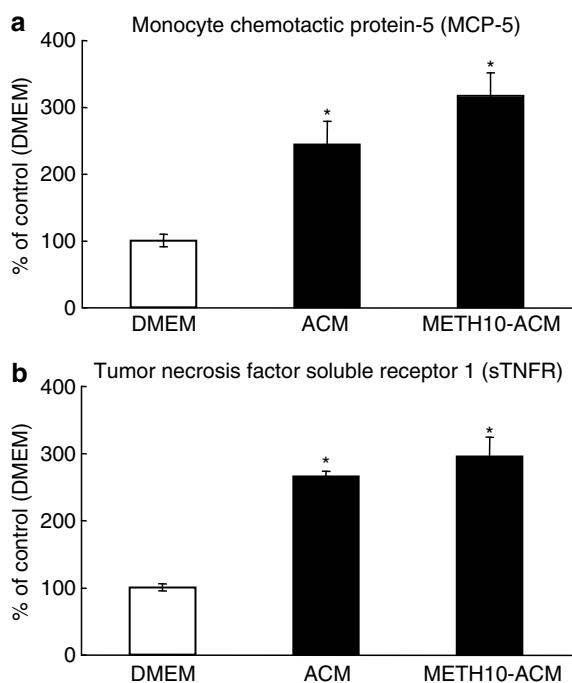 a Monocyte chemotactic protein-5 (MCP-5)
% of control (DMEM)
400
300
200
100
0
*
*
DMEM ACM METH10-ACM
b Tumor necrosis factor soluble receptor 1 (sTNFR)
% of control (DMEM)
400
300
200
100
0
*
*
DMEM ACM METH10-ACM